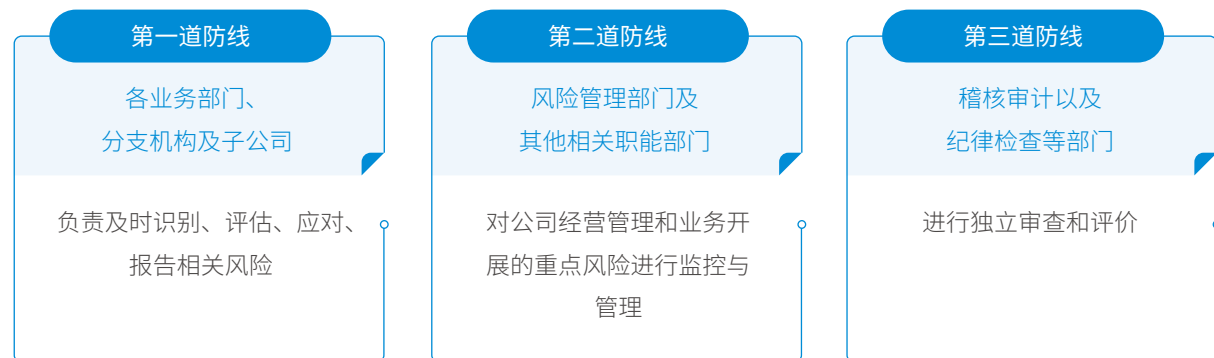 第一道防线
各业务部门、
分支机构及子公司
负责及时识别、评估、应对、
报告相关风险
第二道防线
风险管理部门及
其他相关职能部门
对公司经营管理和业务开
展的重点风险进行监控与
管理
第三道防线
稽核审计以及
纪律检查等部门
进行独立审查和评价